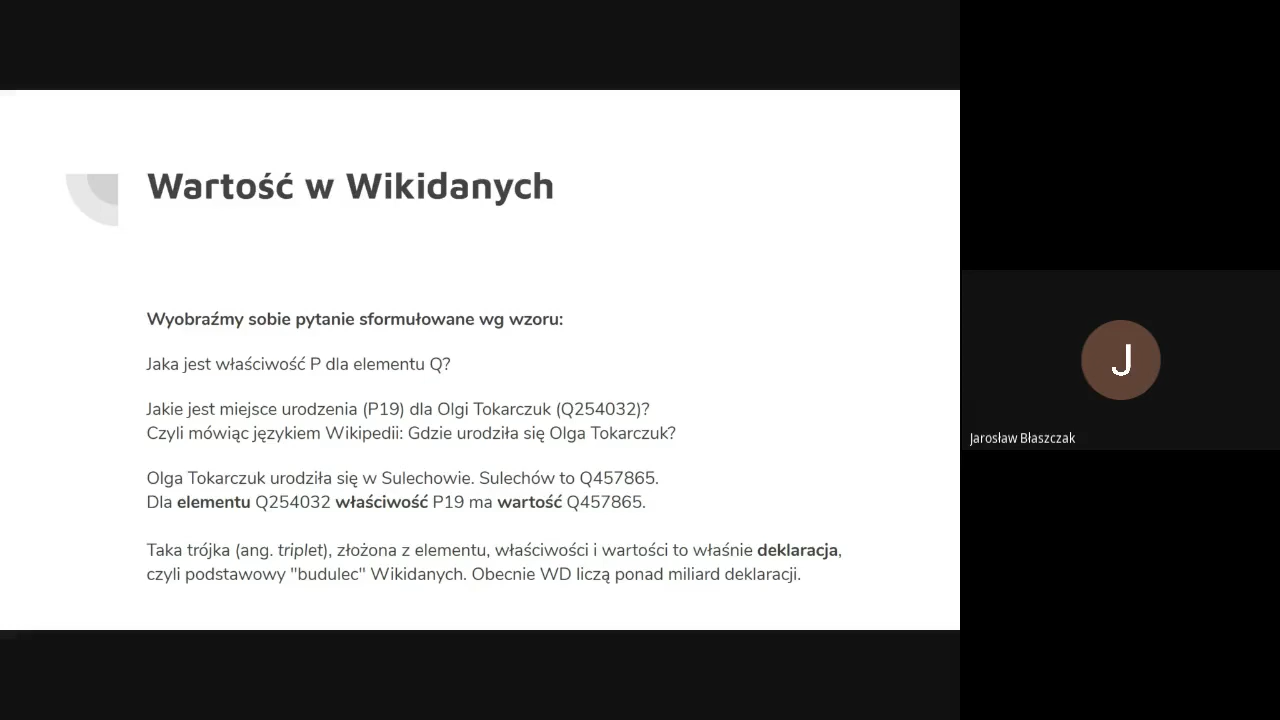 Wartość w Wikidanych
Wyobraźmy sobie pytanie sformułowane wg wzoru:
Jaka jest właściwość P dla elementu Q?
Jakie jest miejsce urodzenia (P19) dla Olgi Tokarczuk (Q254032)?
Czyli mówiąc językiem Wikipedii: Gdzie urodziła się Olga Tokarczuk?
Olga Tokarczuk urodziła się w Sulechowie. Sulechów to Q457865.
Dla elementu Q254032 właściwość P19 ma wartość Q457865.
Taka trójka (ang. triplet), złożona z elementu, właściwości i wartości to właśnie deklaracja,
czyli podstawowy "budulec" Wikidanych. Obecnie WD liczą ponad miliard deklaracji.
J
Jarosław Błaszczak